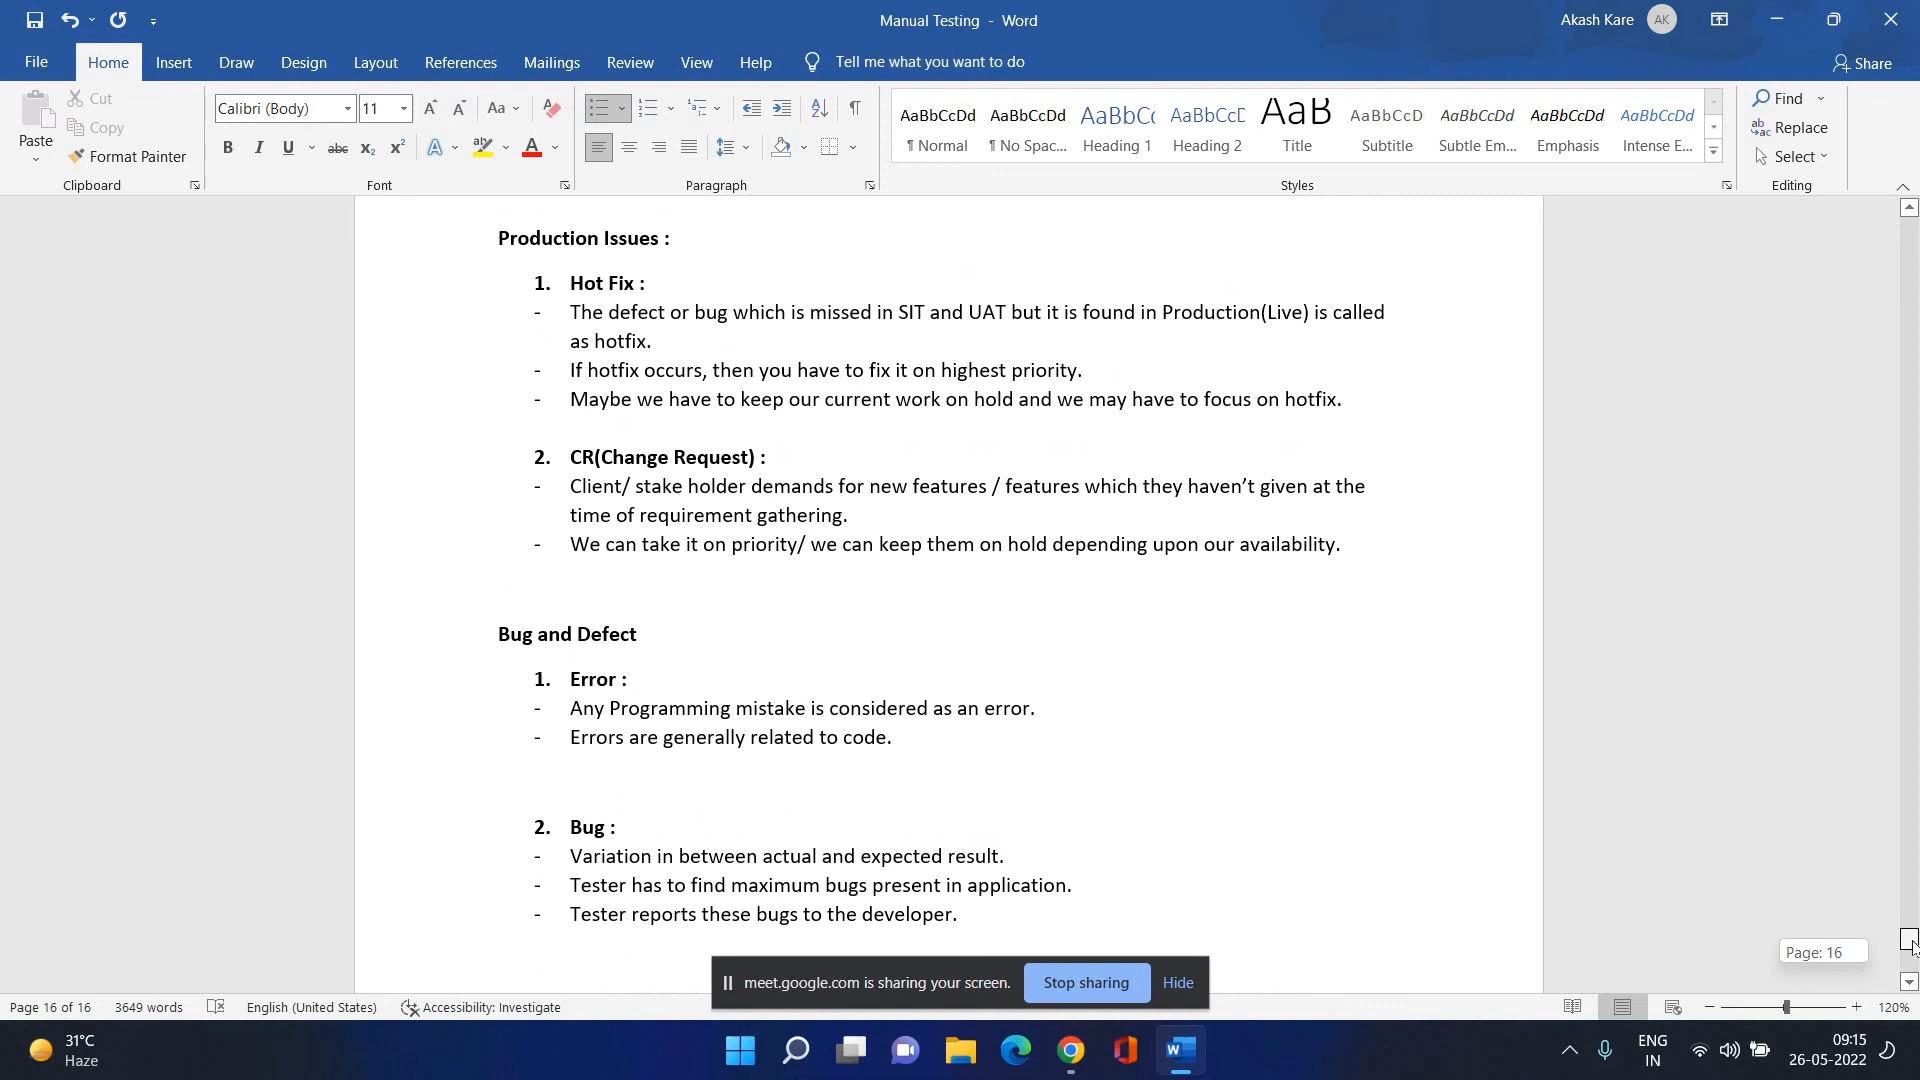 Manual Testing - Word
Akash Kare AK
File Home Insert Draw Design Layout References Mailings Review View Help Tell me what you want to do Share
Paste
Cut
Copy
Format Painter
Clipboard
Calibri (Body) 11 Aa
B I U abc x₂ x² A ab A
Font
Paragraph
AaBbCcDd AaBbCcDd AaBbCc AaBbCcD AaB AaBbCcD AaBbCcDd AaBbCcDd AaBbCcDd
¶ Normal ¶ No Spac... Heading 1 Heading 2 Title Subtitle Subtle Em... Emphasis Intense E...
Styles
Find
Replace
Select
Editing
Production Issues :
1. Hot Fix :
- The defect or bug which is missed in SIT and UAT but it is found in Production(Live) is called
as hotfix.
- If hotfix occurs, then you have to fix it on highest priority.
- Maybe we have to keep our current work on hold and we may have to focus on hotfix.
2. CR(Change Request) :
- Client/ stake holder demands for new features / features which they haven’t given at the
time of requirement gathering.
- We can take it on priority/ we can keep them on hold depending upon our availability.
Bug and Defect
1. Error :
- Any Programming mistake is considered as an error.
- Errors are generally related to code.
2. Bug :
- Variation in between actual and expected result.
- Tester has to find maximum bugs present in application.
- Tester reports these bugs to the developer.
Page: 16
meet.google.com is sharing your screen. Stop sharing Hide
Page 16 of 16 3649 words English (United States) Accessibility: Investigate 120%
31°C
Haze
ENG
IN
09:15
26-05-2022